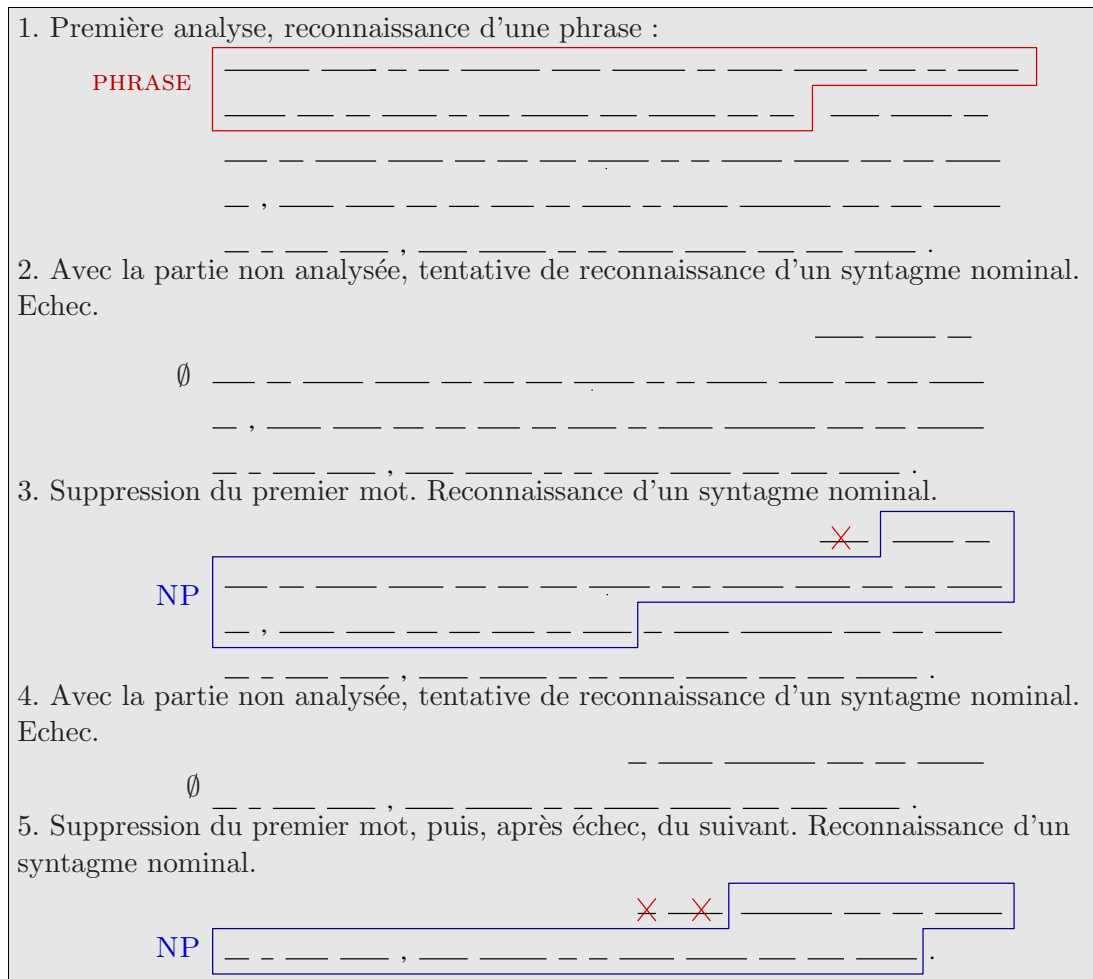 1. Première analyse, reconnaissance d'une phrase :
PHRASE
,
, .
2. Avec la partie non analysée, tentative de reconnaissance d'un syntagme nominal.
Echec.
∅
,
, .
3. Suppression du premier mot. Reconnaissance d'un syntagme nominal.
NP
,
, .
4. Avec la partie non analysée, tentative de reconnaissance d'un syntagme nominal.
Echec.
∅
, .
5. Suppression du premier mot, puis, après échec, du suivant. Reconnaissance d'un
syntagme nominal.
NP , .